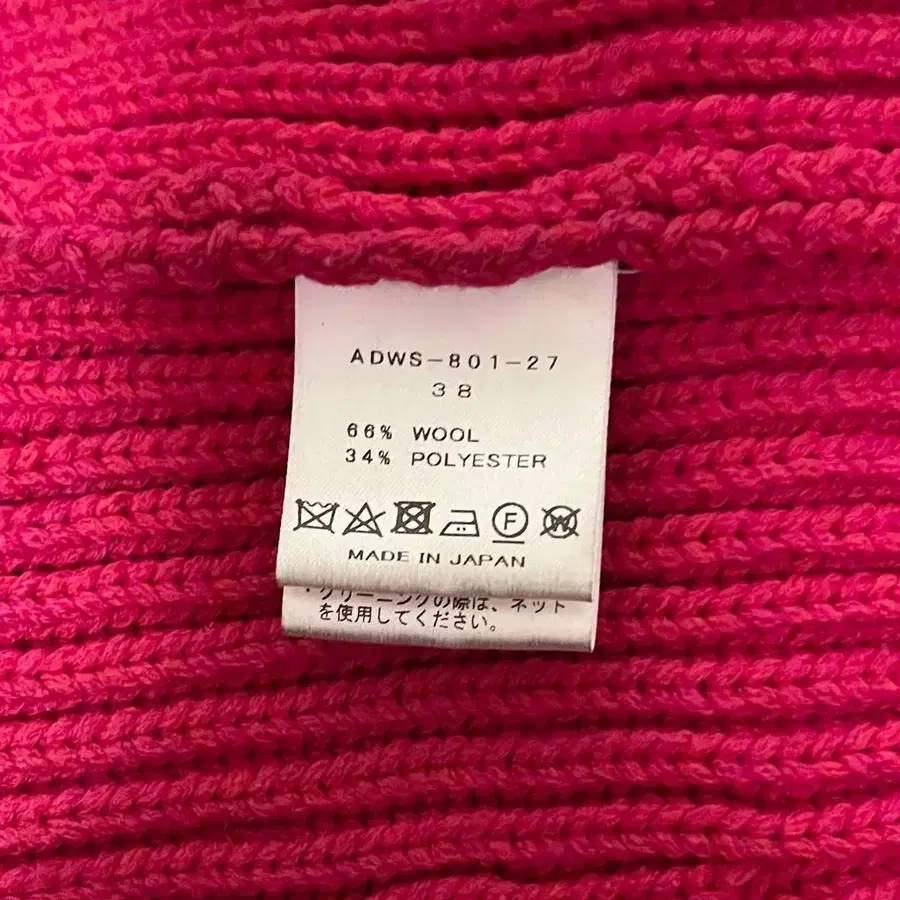 ADWS-801-27
38
66% WOOL
34% POLYESTER
F W
MADE IN JAPAN
・クリーニングの際は、ネット
を使用してください。